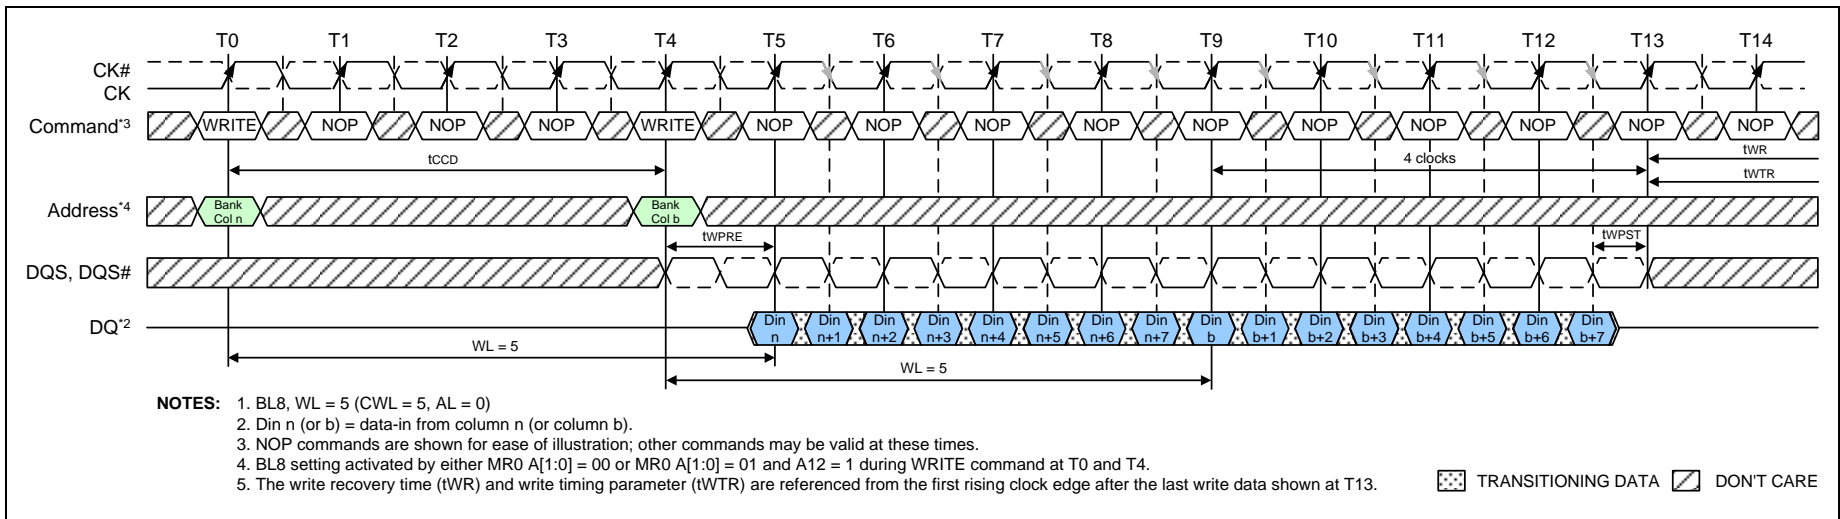 T0 T1 T2 T3 T4 T5 T6 T7 T8 T9 T10 T11 T12 T13 T14
CK#
CK
Command*3 WRITE NOP NOP NOP WRITE NOP NOP NOP NOP NOP NOP NOP NOP NOP NOP
tCCD 4 clocks tWR
tWTR
Address*4 Bank Col n Bank Col b
tWPRE tWPST
DQS, DQS#
DQ*2 Din n Din n+1 Din n+2 Din n+3 Din n+4 Din n+5 Din n+6 Din n+7 Din b Din b+1 Din b+2 Din b+3 Din b+4 Din b+5 Din b+6 Din b+7
WL = 5
WL = 5
NOTES: 1. BL8, WL = 5 (CWL = 5, AL = 0)
2. Din n (or b) = data-in from column n (or column b).
3. NOP commands are shown for ease of illustration; other commands may be valid at these times.
4. BL8 setting activated by either MR0 A[1:0] = 00 or MR0 A[1:0] = 01 and A12 = 1 during WRITE command at T0 and T4.
5. The write recovery time (tWR) and write timing parameter (tWTR) are referenced from the first rising clock edge after the last write data shown at T13.
TRANSITIONING DATA DON'T CARE